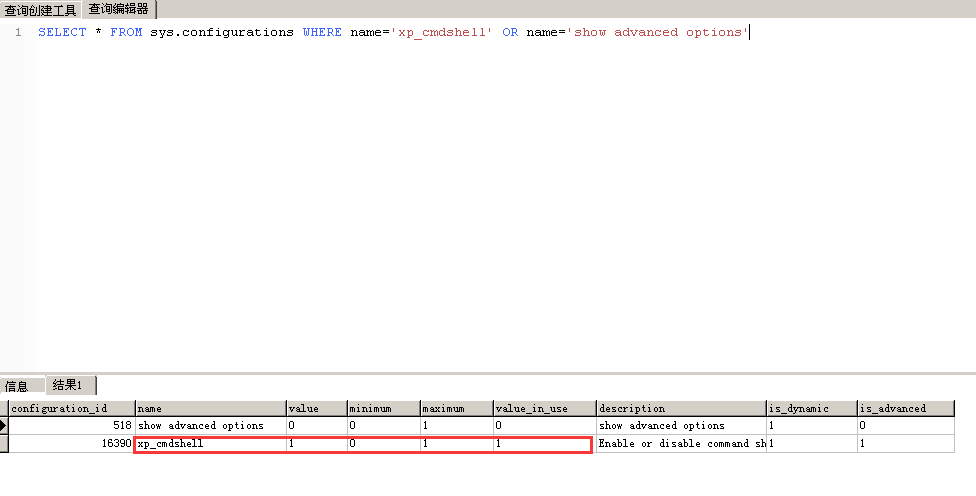 查询创建工具 查询编辑器
1 SELECT * FROM sys.configurations WHERE name='xp_cmdshell' OR name='show advanced options'
信息 结果1
configuration_id name value minimum maximum value_in_use description is_dynamic is_advanced
518 show advanced options 0 0 1 0 show advanced options 1 0
16390 xp_cmdshell 1 0 1 1 Enable or disable command sh 1 1